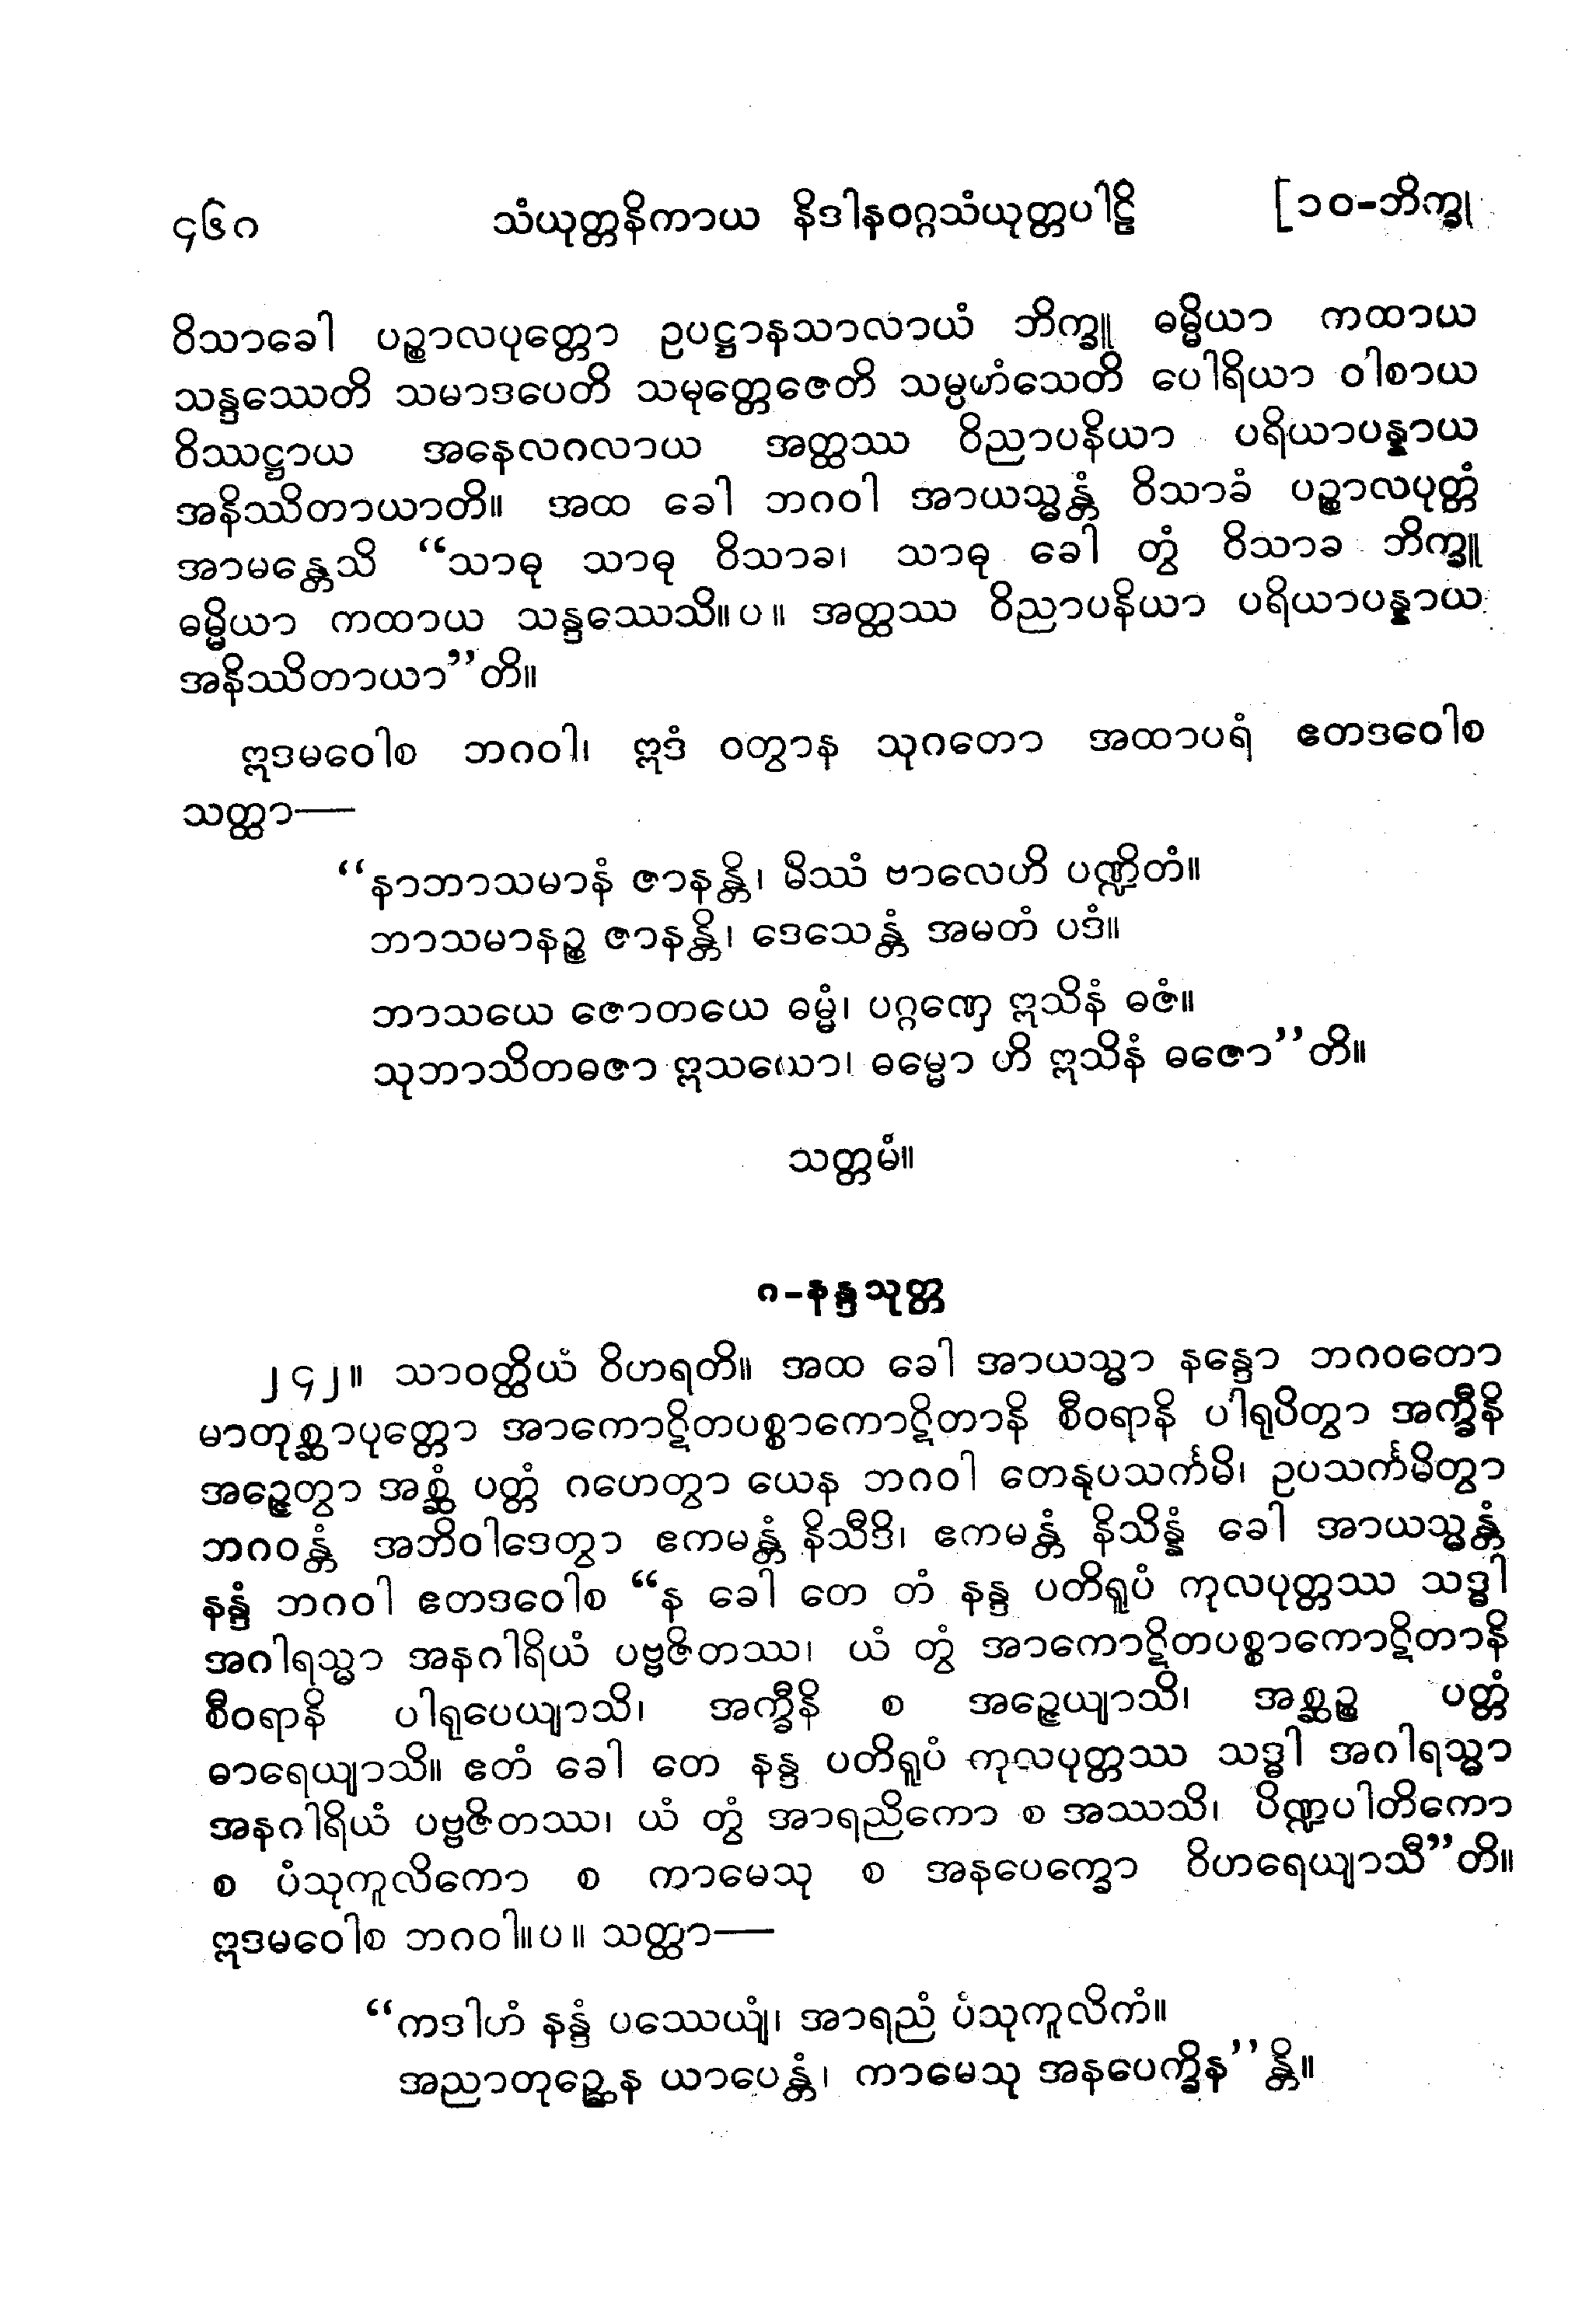 ၄၆ဂ သံယုတ္တနိကာယ နိဒါနဝဂ္ဂသံယုတ္တပါဠိ [၁၀-ဘိက္ခု
ဝိသာခေါ ပဉ္စာလပုတ္တော ဥပဋ္ဌာနသာလာယံ ဘိက္ခူ ဓမ္မိယာ ကထာယ
သန္ဒဿေတိ သမာဒပေတိ သမုတ္တေဇေတိ သမ္ပဟံသေတိ ပေါရိယာ ဝါစာယ
ဝိဿဋ္ဌာယ အနေလဂလာယ အတ္ထဿ ဝိညာပနိယာ ပရိယာပန္နာယ
အနိဿိတာယာတိ။ အထ ခေါ ဘဂဝါ အာယသ္မန္တံ ဝိသာခံ ပဉ္စာလပုတ္တံ
အာမန္တေသိ “သာဓု သာဓု ဝိသာခ၊ သာဓု ခေါ တွံ ဝိသာခ ဘိက္ခူ
ဓမ္မိယာ ကထာယ သန္ဒဿေသိ။ ပ ။ အတ္ထဿ ဝိညာပနိယာ ပရိယာပန္နာယ
အနိဿိတာယာ”တိ။
ဣဒမဝေါစ ဘဂဝါ၊ ဣဒံ ဝတွာန သုဂတော အထာပရံ ဧတဒဝေါစ
သတ္ထာ—
“နာဘာသမာနံ ဇာနန္တိ၊ မိဿံ ဗာလေဟိ ပဏ္ဍိတံ။
ဘာသမာနဉ္စ ဇာနန္တိ၊ ဒေသေန္တံ အမတံ ပဒံ။
ဘာသယေ ဇောတယေ ဓမ္မံ၊ ပဂ္ဂဏှေ ဣသိနံ ဓဇံ။
သုဘာသိတဓဇာ ဣသယော၊ ဓမ္မော ဟိ ဣသိနံ ဓဇော”တိ။
သတ္တမံ။
ဂ-နန္ဒသုတ္တ
၂၄၂။ သာဝတ္ထိယံ ဝိဟရတိ။ အထ ခေါ အာယသ္မာ နန္ဒော ဘဂဝတော
မာတုစ္ဆာပုတ္တော အာကောဋိတပစ္စာကောဋိတာနိ စီဝရာနိ ပါရုပိတွာ အက္ခီနိ
အဉ္ဇေတွာ အစ္ဆံ ပတ္တံ ဂဟေတွာ ယေန ဘဂဝါ တေနုပသင်္ကမိ၊ ဥပသင်္ကမိတွာ
ဘဂဝန္တံ အဘိဝါဒေတွာ ဧကမန္တံ နိသီဒိ၊ ဧကမန္တံ နိသိန္နံ ခေါ အာယသ္မန္တံ
နန္ဒံ ဘဂဝါ ဧတဒဝေါစ “န ခေါ တေ တံ နန္ဒ ပတိရူပံ ကုလပုတ္တဿ သဒ္ဓါ
အဂါရသ္မာ အနဂါရိယံ ပဗ္ဗဇိတဿ၊ ယံ တွံ အာကောဋိတပစ္စာကောဋိတာနိ
စီဝရာနိ ပါရုပေယျာသိ၊ အက္ခီနိ စ အဉ္ဇေယျာသိ၊ အစ္ဆဉ္စ ပတ္တံ
ဓာရေယျာသိ။ ဧတံ ခေါ တေ နန္ဒ ပတိရူပံ ကုလပုတ္တဿ သဒ္ဓါ အဂါရသ္မာ
အနဂါရိယံ ပဗ္ဗဇိတဿ၊ ယံ တွံ အာရညိကော စ အဿသိ၊ ပိဏ္ဍပါတိကော
စ ပံသုကူလိကော စ ကာမေသု စ အနပေက္ခော ဝိဟရေယျာသီ”တိ။
ဣဒမဝေါစ ဘဂဝါ။ ပ ။ သတ္ထာ—
“ကဒါဟံ နန္ဒံ ပဿေယျံ၊ အာရညံ ပံသုကူလိကံ။
အညာတုဉ္ဆေန ယာပေန္တံ၊ ကာမေသု အနပေက္ခိန”န္တိ။